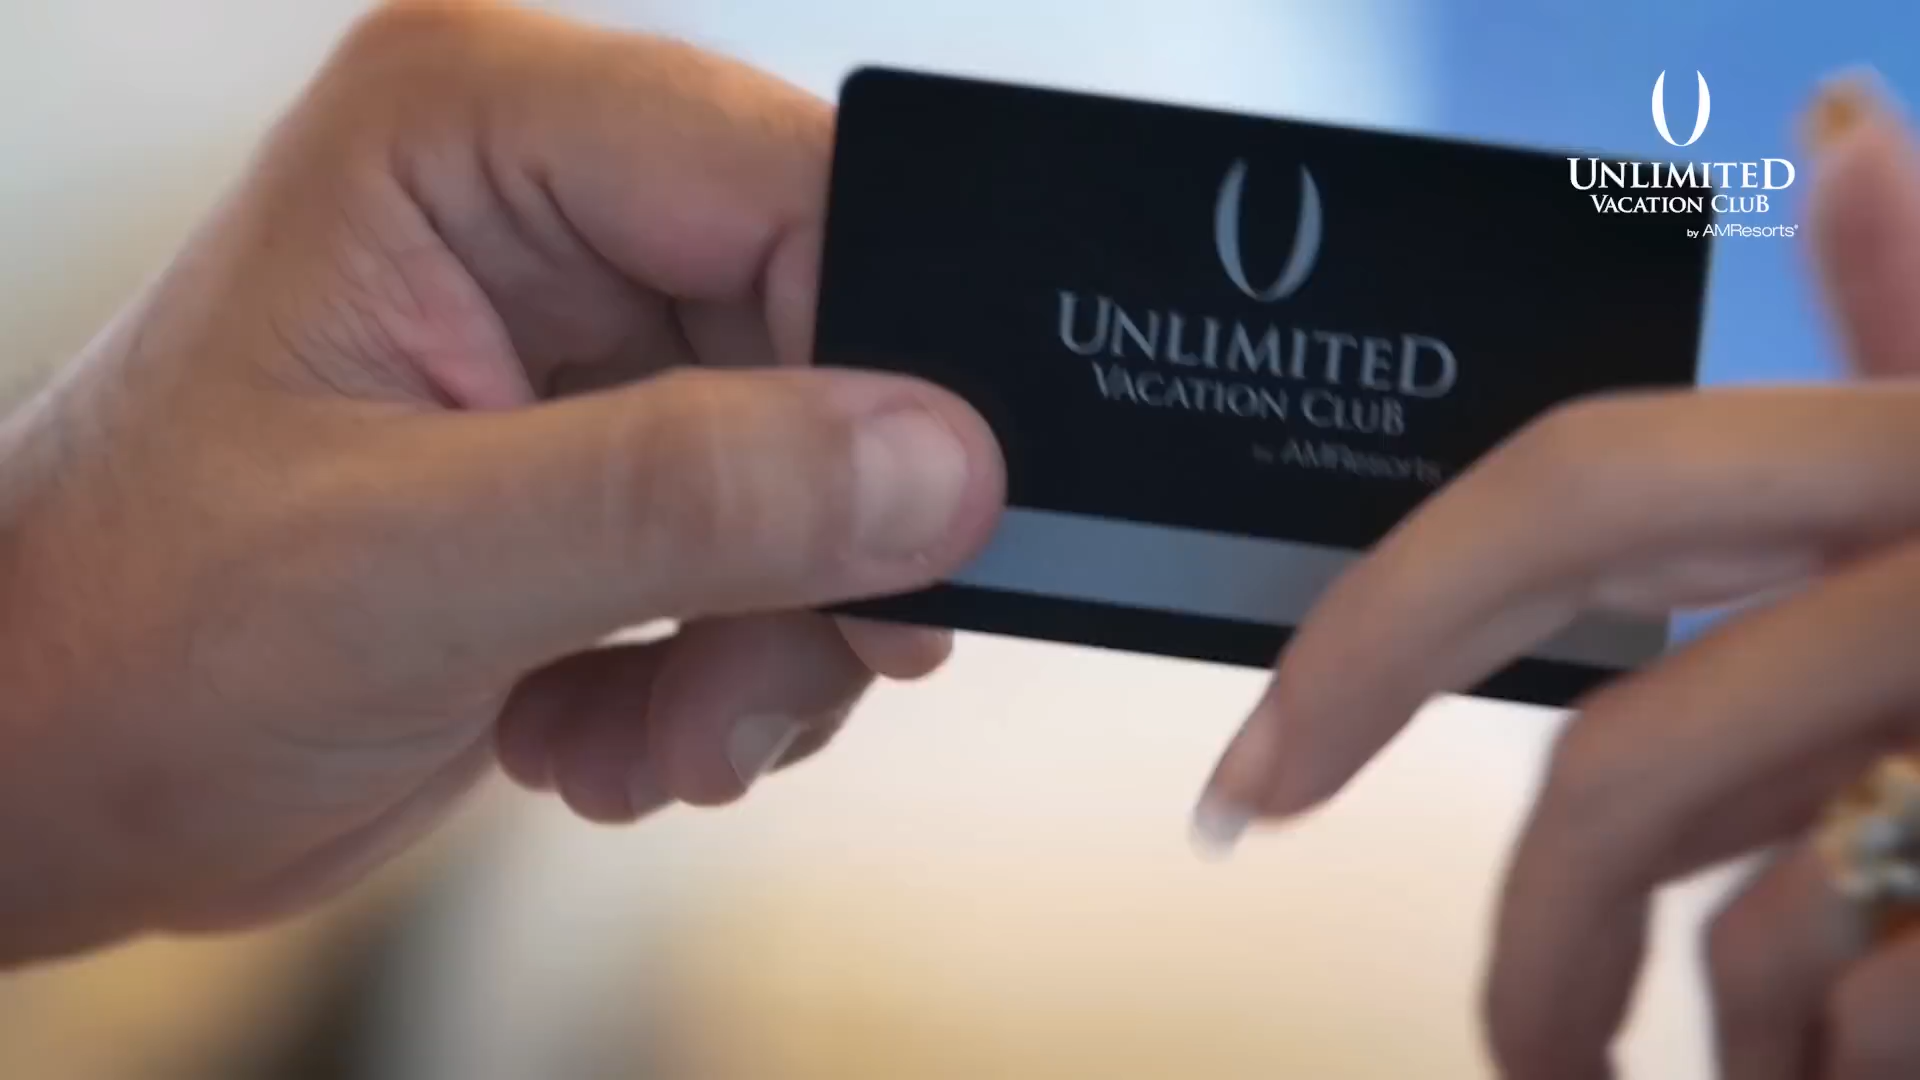 UNLIMITED
VACATION CLUB
by AMResorts
UNLIMITED
VACATION CLUB
by AMResorts®